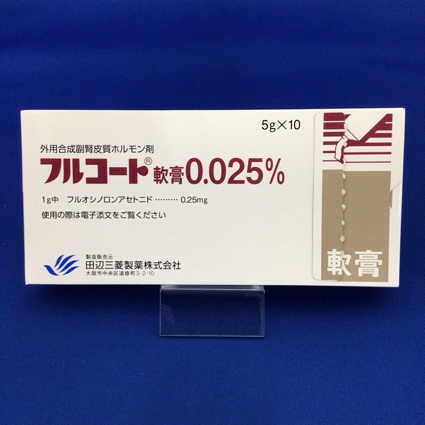 5g×10
外用合成副腎皮質ホルモン剤
フルコート®軟膏0.025%
1g中 フルオシノロンアセトニド………0.25mg
使用の際は電子添文をご覧ください
製造販売元
田辺三菱製薬株式会社
大阪市中央区道修町3-2-10
軟膏